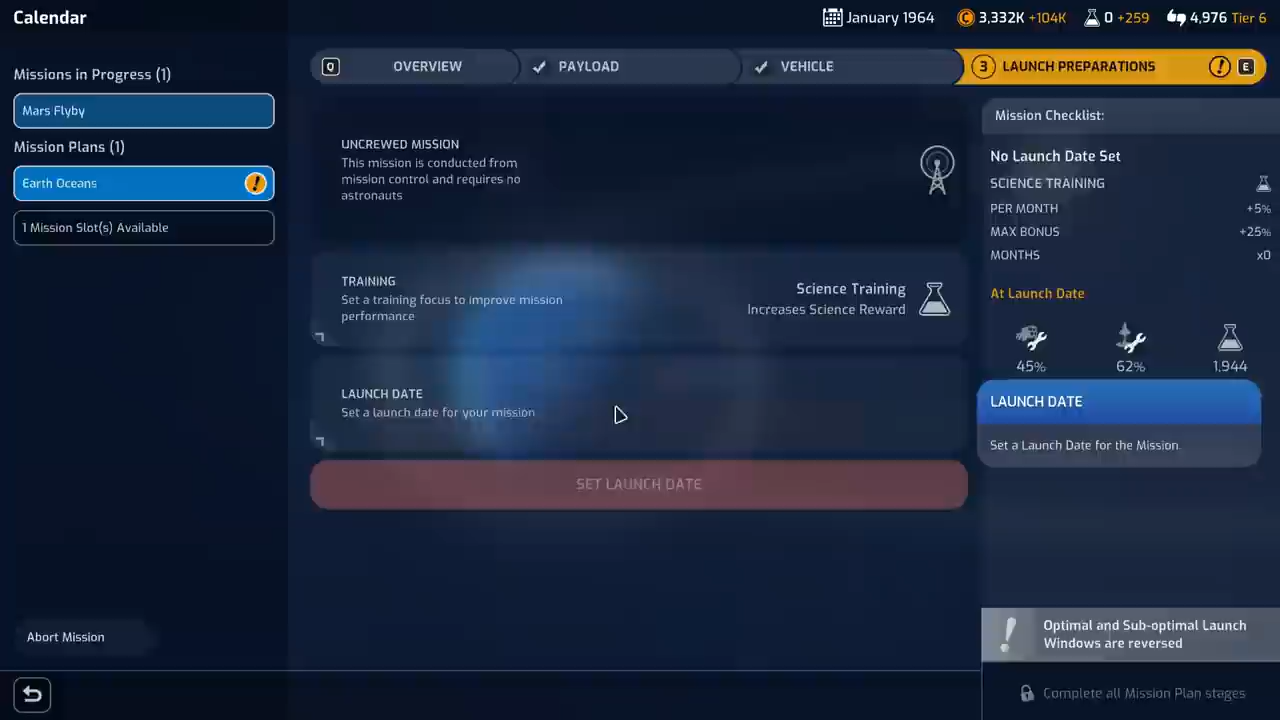 Calendar
January 1964
3,332K +104K
0 +259
4,976 Tier 6
Missions in Progress (1)
Mars Flyby
Mission Plans (1)
Earth Oceans
1 Mission Slot(s) Available
Abort Mission
Q
OVERVIEW
PAYLOAD
VEHICLE
3 LAUNCH PREPARATIONS
E
UNCREWED MISSION
This mission is conducted from
mission control and requires no
astronauts
TRAINING
Set a training focus to improve mission
performance
Science Training
Increases Science Reward
LAUNCH DATE
Set a launch date for your mission
SET LAUNCH DATE
Mission Checklist:
No Launch Date Set
SCIENCE TRAINING
PER MONTH +5%
MAX BONUS +25%
MONTHS x0
At Launch Date
45% 62% 1,944
LAUNCH DATE
Set a Launch Date for the Mission.
Optimal and Sub-optimal Launch
Windows are reversed
Complete all Mission Plan stages